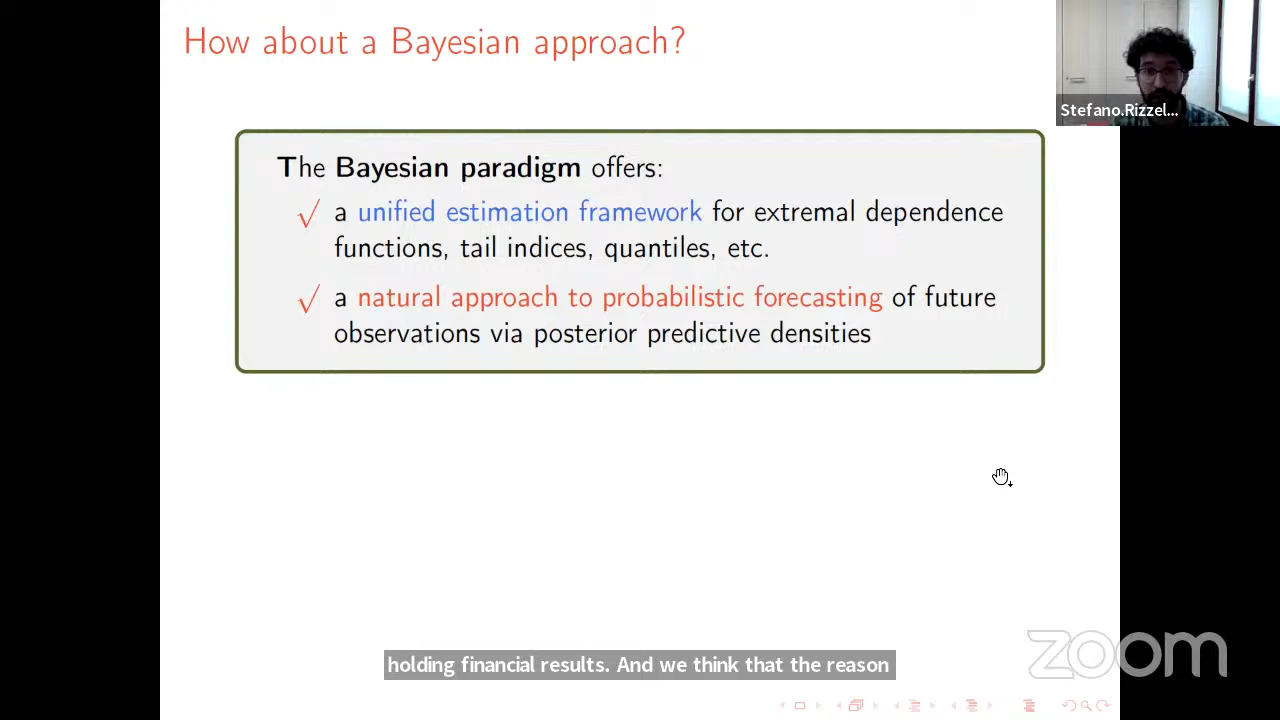 How about a Bayesian approach?
Stefano.Rizzel...
The Bayesian paradigm offers:
√ a unified estimation framework for extremal dependence
functions, tail indices, quantiles, etc.
√ a natural approach to probabilistic forecasting of future
observations via posterior predictive densities
holding financial results. And we think that the reason
zoom